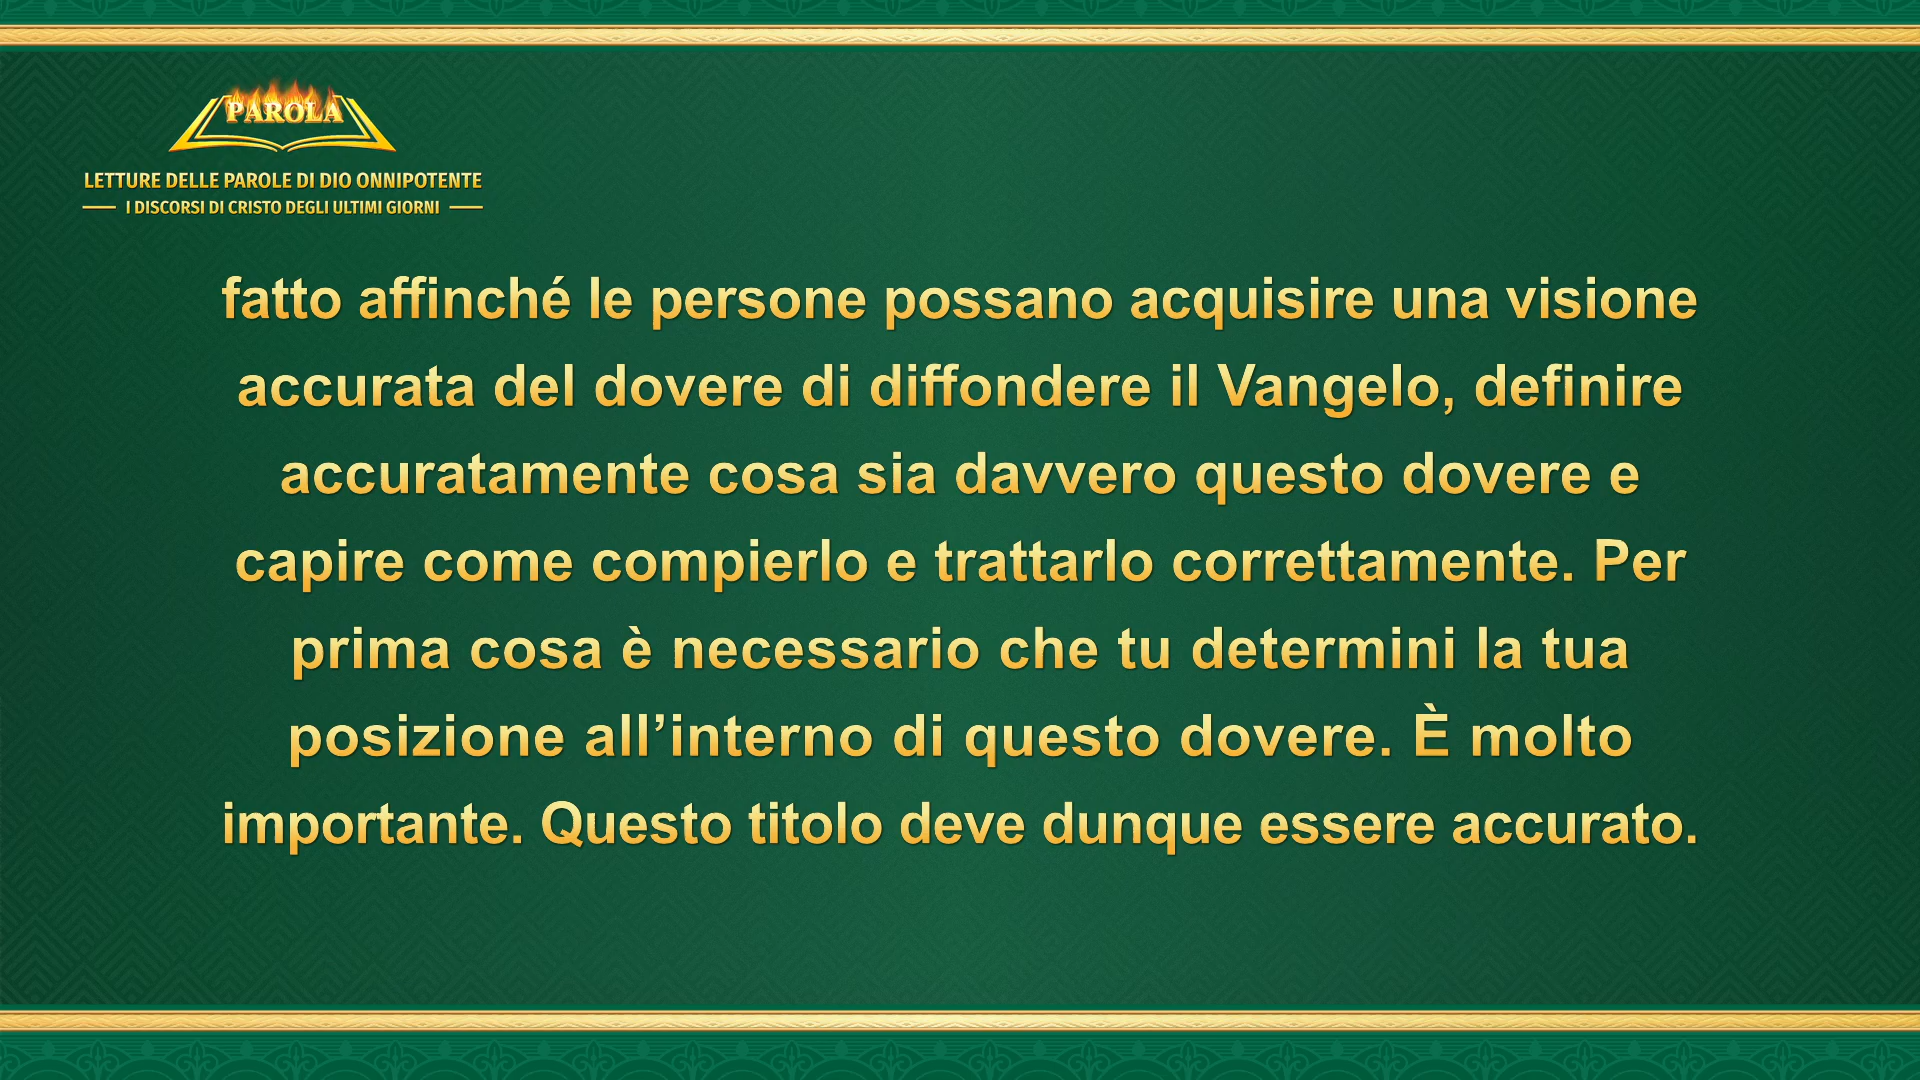 PAROLA
LETTURE DELLE PAROLE DI DIO ONNIPOTENTE
I DISCORSI DI CRISTO DEGLI ULTIMI GIORNI
fatto affinché le persone possano acquisire una visione
accurata del dovere di diffondere il Vangelo, definire
accuratamente cosa sia davvero questo dovere e
capire come compierlo e trattarlo correttamente. Per
prima cosa è necessario che tu determini la tua
posizione all’interno di questo dovere. È molto
importante. Questo titolo deve dunque essere accurato.